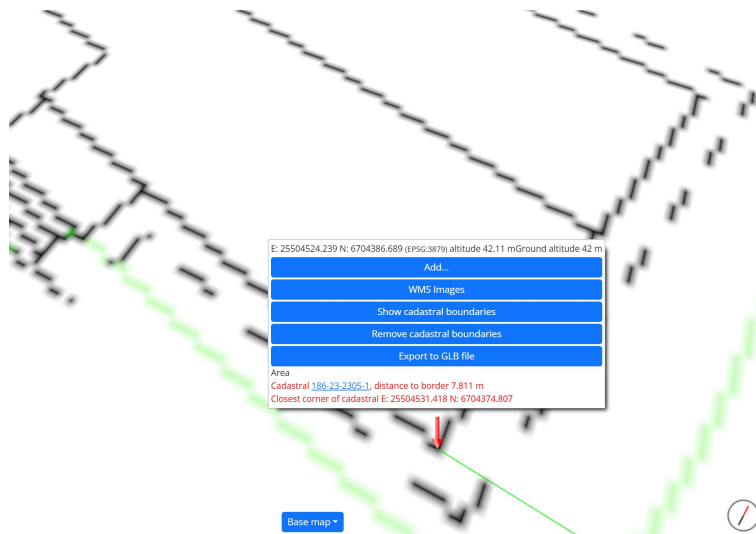 E: 25504524.239 N: 6704386.689 (EPSG:3879) altitude 42.11 mGround altitude 42 m
Add...
WMS Images
Show cadastral boundaries
Remove cadastral boundaries
Export to GLB file
Area
Cadastral 186-23-2305-1, distance to border 7.811 m
Closest corner of cadastral E: 25504531.418 N: 6704374.807
Base map